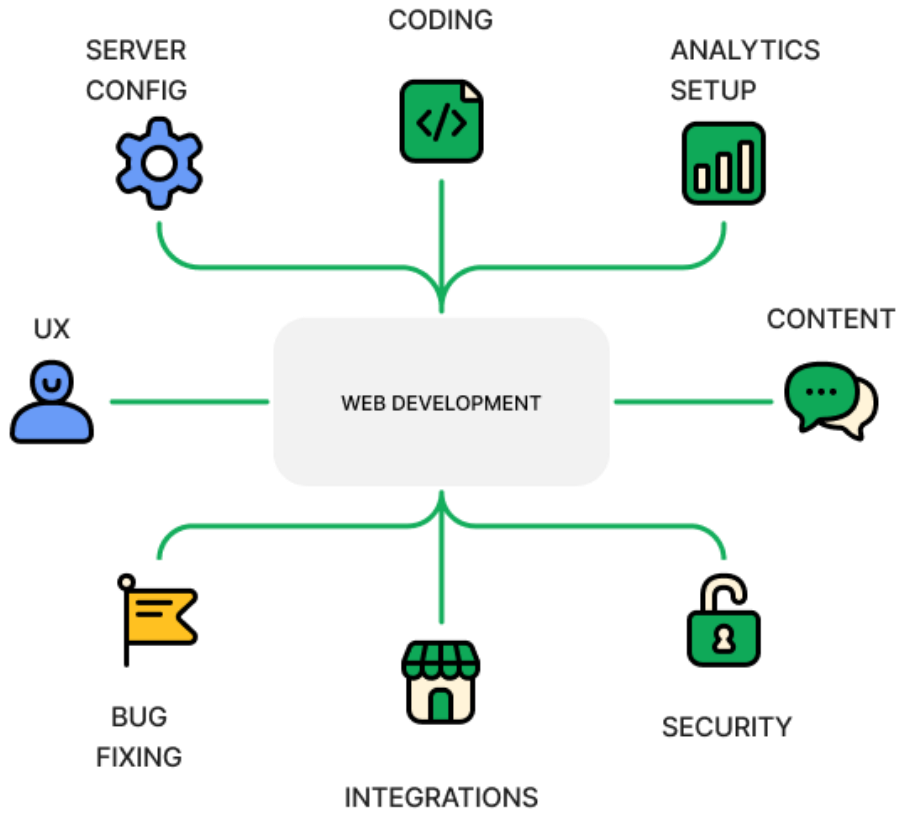 CODING
SERVER
CONFIG
ANALYTICS
SETUP
UX
CONTENT
WEB DEVELOPMENT
BUG
FIXING
SECURITY
INTEGRATIONS